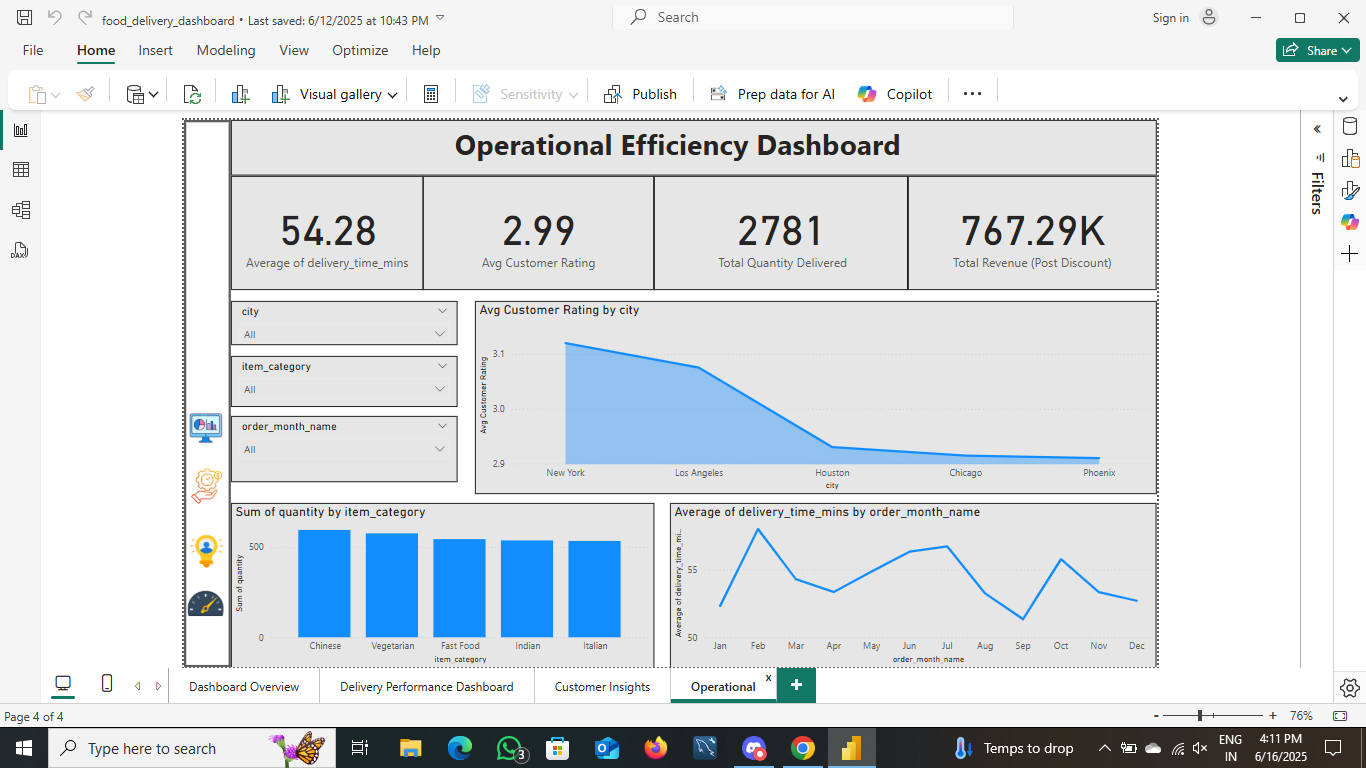 food_delivery_dashboard • Last saved: 6/12/2025 at 10:43 PM
Search
Sign in
File Home Insert Modeling View Optimize Help
Share
Visual gallery
Sensitivity
Publish
Prep data for AI
Copilot
DAX
Operational Efficiency Dashboard
54.28
Average of delivery_time_mins
2.99
Avg Customer Rating
2781
Total Quantity Delivered
767.29K
Total Revenue (Post Discount)
city
All
item_category
All
order_month_name
All
Avg Customer Rating by city
Avg Customer Rating
3.1
3.0
2.9
New York Los Angeles Houston Chicago Phoenix
city
Sum of quantity by item_category
Sum of quantity
500
0
Chinese Vegetarian Fast Food Indian Italian
item_category
Average of delivery_time_mins by order_month_name
Average of delivery_time_mi...
55
50
Jan Feb Mar Apr May Jun Jul Aug Sep Oct Nov Dec
order_month_name
Filters
Dashboard Overview
Delivery Performance Dashboard
Customer Insights
Operational
x
Page 4 of 4
- + 76%
Type here to search
3
Temps to drop
ENG
IN
4:11 PM
6/16/2025